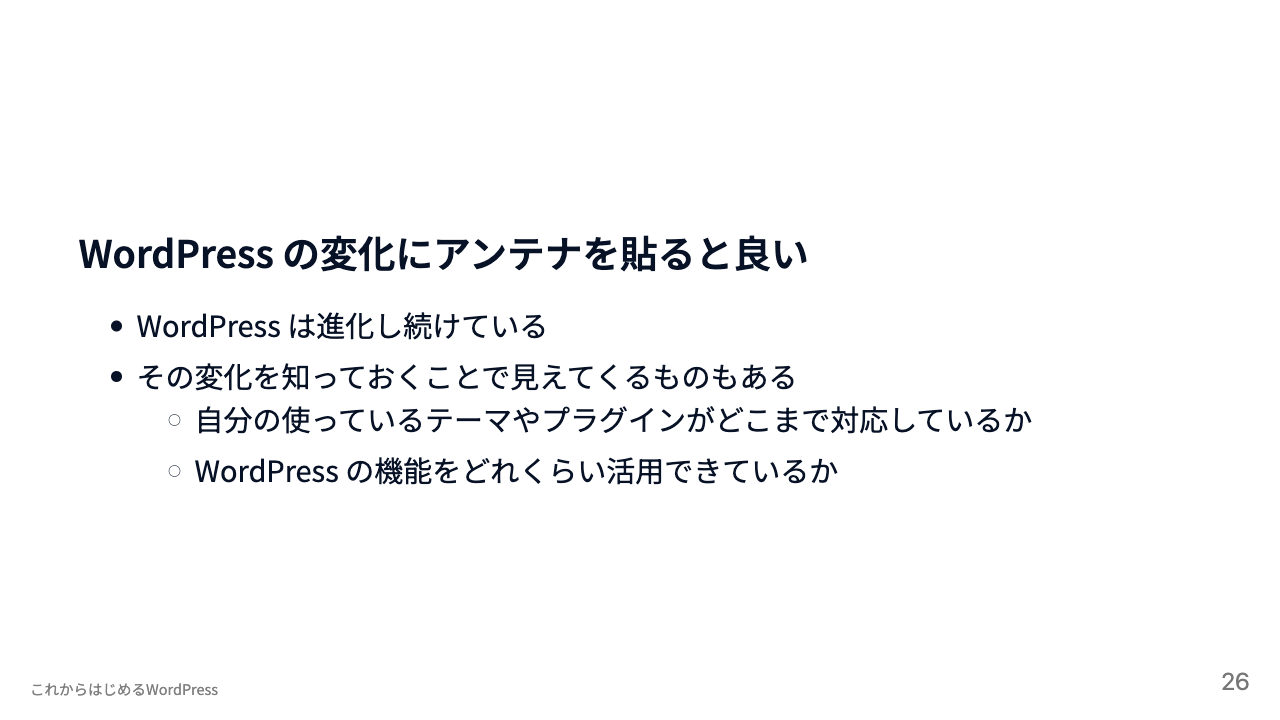 WordPress の変化にアンテナを貼ると良い
WordPress は進化し続けている
その変化を知っておくことで見えてくるものもある
自分の使っているテーマやプラグインがどこまで対応しているか
WordPress の機能をどれくらい活用できているか
これからはじめるWordPress
26